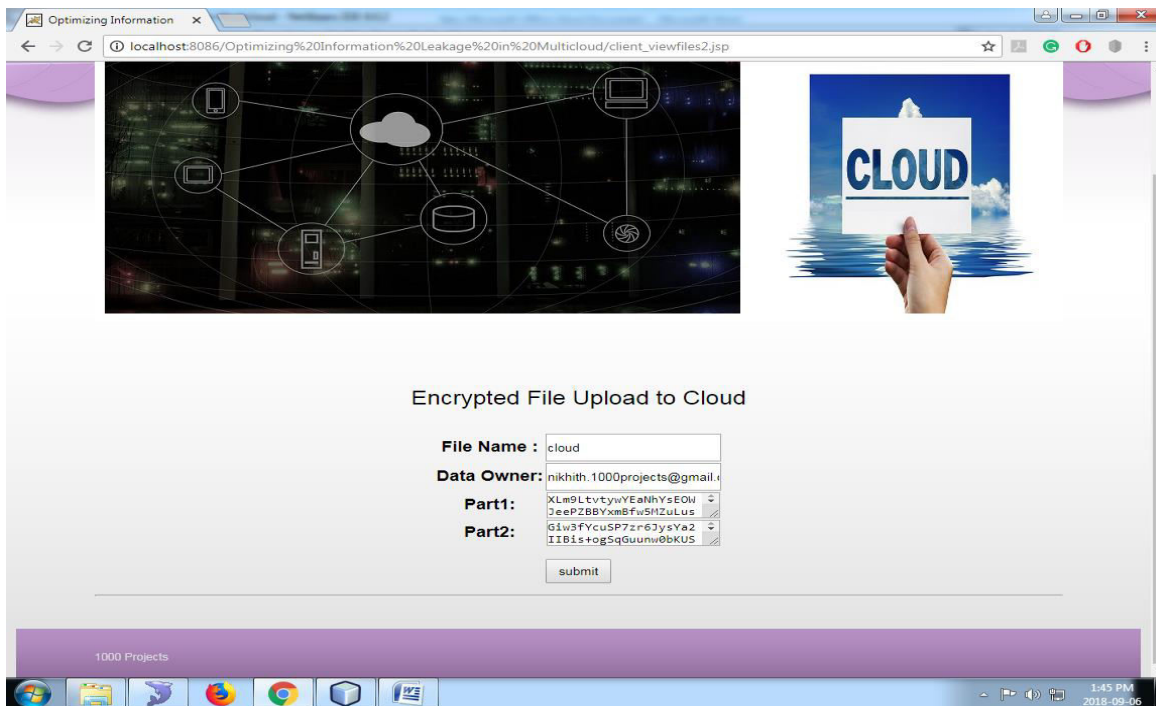 Optimizing Information
localhost:8086/Optimizing%20Information%20Leakage%20in%20Multicloud/client_viewfiles2.jsp
CLOUD
Encrypted File Upload to Cloud
File Name : cloud
Data Owner: nikhith.1000projects@gmail.
Part1: XLm9LtvtywYEaNhYsEOW
JeePZBBYxmBfw5MZuLus
Part2: Giw3fYcuSP7zr6JysYa2
IIBis+ogSqGuunw0bKUS
submit
1000 Projects
1:45 PM
2018-09-06